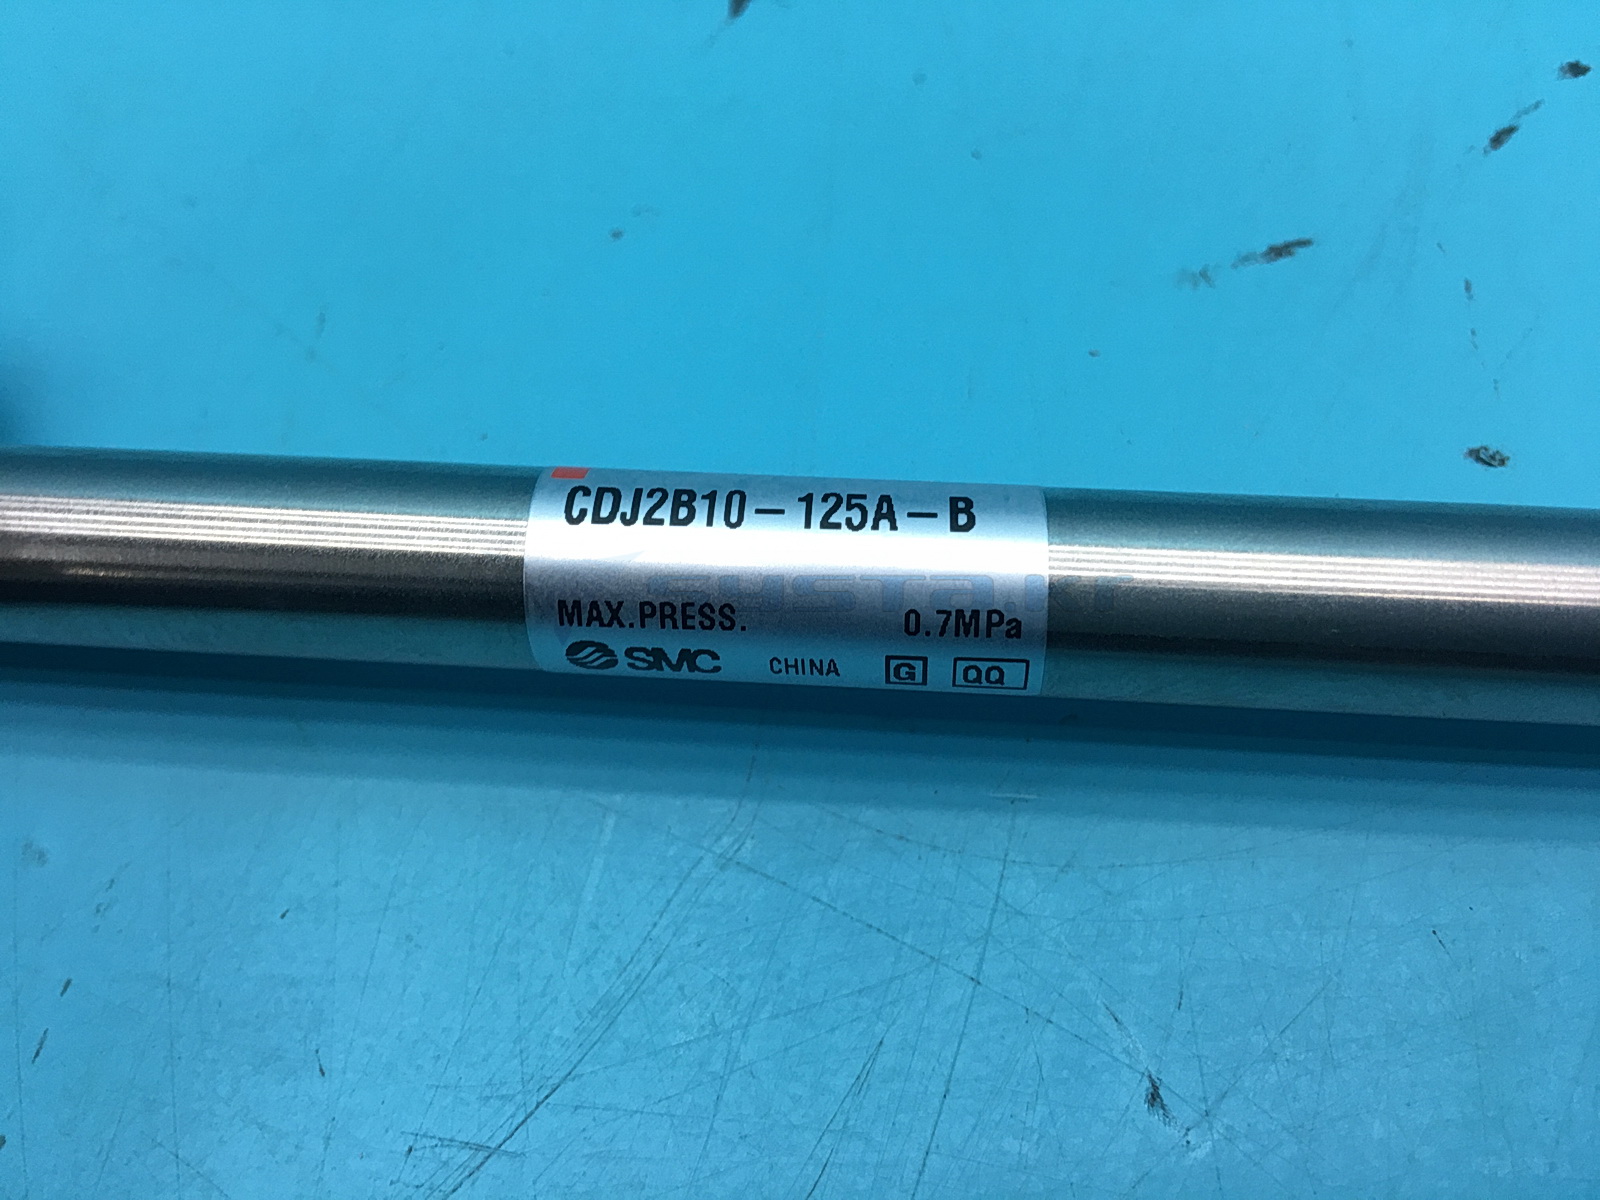 CDJ2B10-125A-B
MAX.PRESS. 0.7MPa
SMC CHINA G QQ